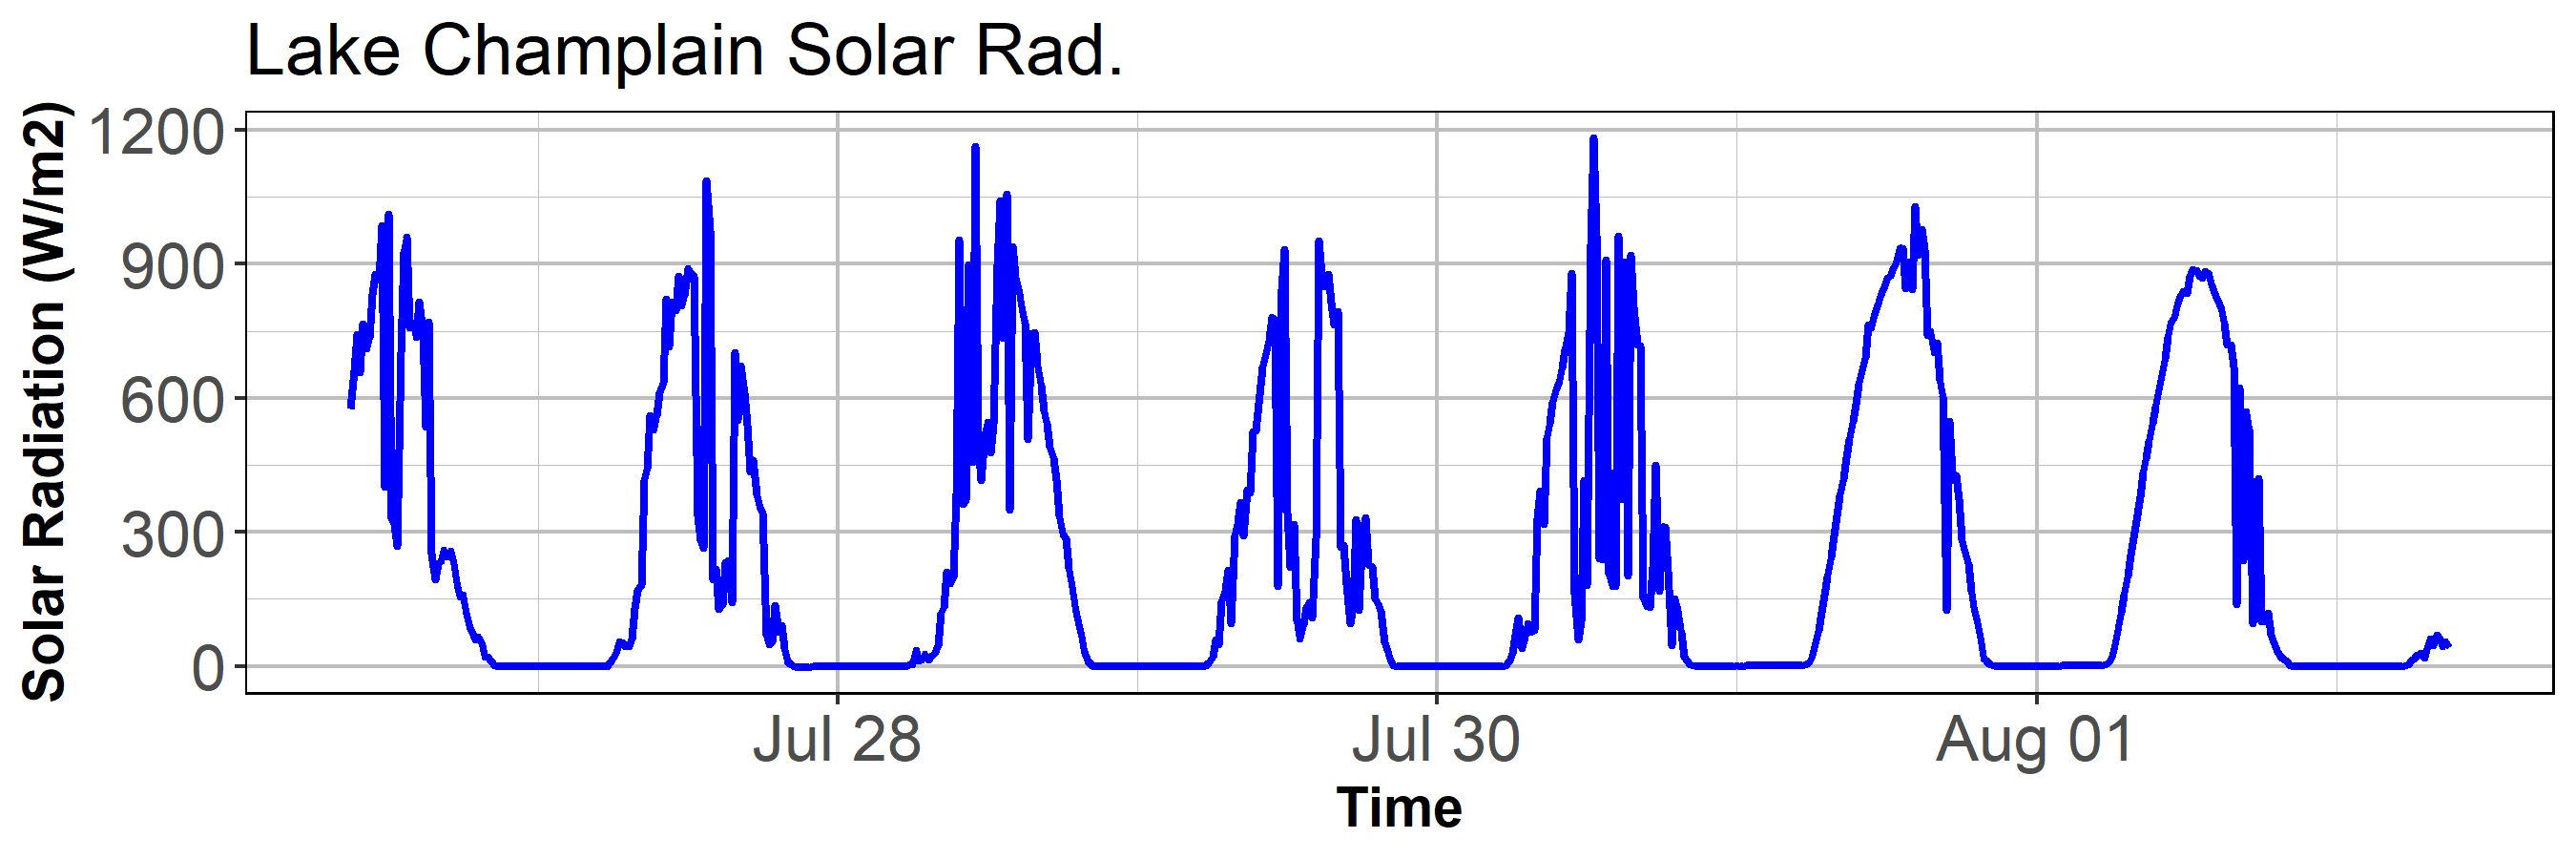 Lake Champlain Solar Rad.
Solar Radiation (W/m2)
1200
900
600
300
0
Jul 28 Jul 30 Aug 01
Time